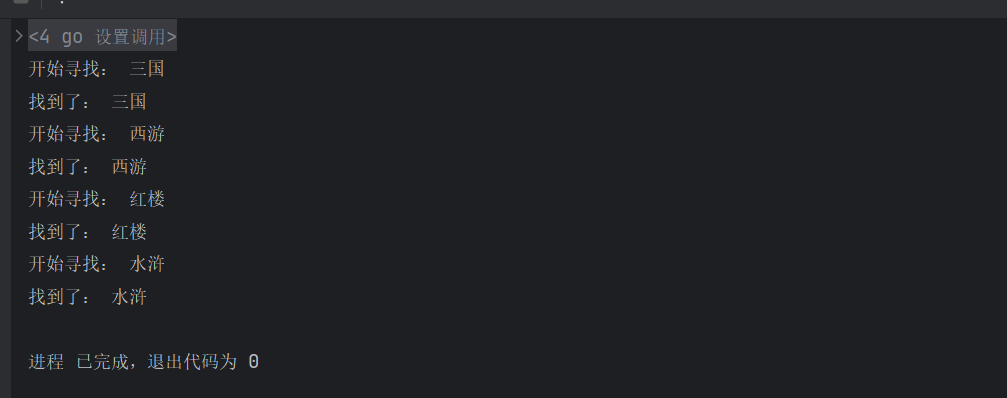 <4 go 设置调用>
开始寻找： 三国
找到了： 三国
开始寻找： 西游
找到了： 西游
开始寻找： 红楼
找到了： 红楼
开始寻找： 水浒
找到了： 水浒
进程 已完成，退出代码为 0